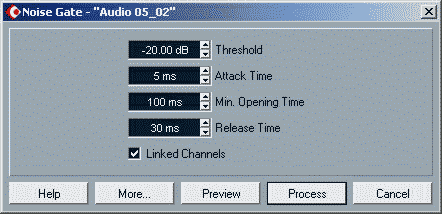 Noise Gate - "Audio 05_02"
-20.00 dB Threshold
5 ms Attack Time
100 ms Min. Opening Time
30 ms Release Time
Linked Channels
Help More... Preview Process Cancel